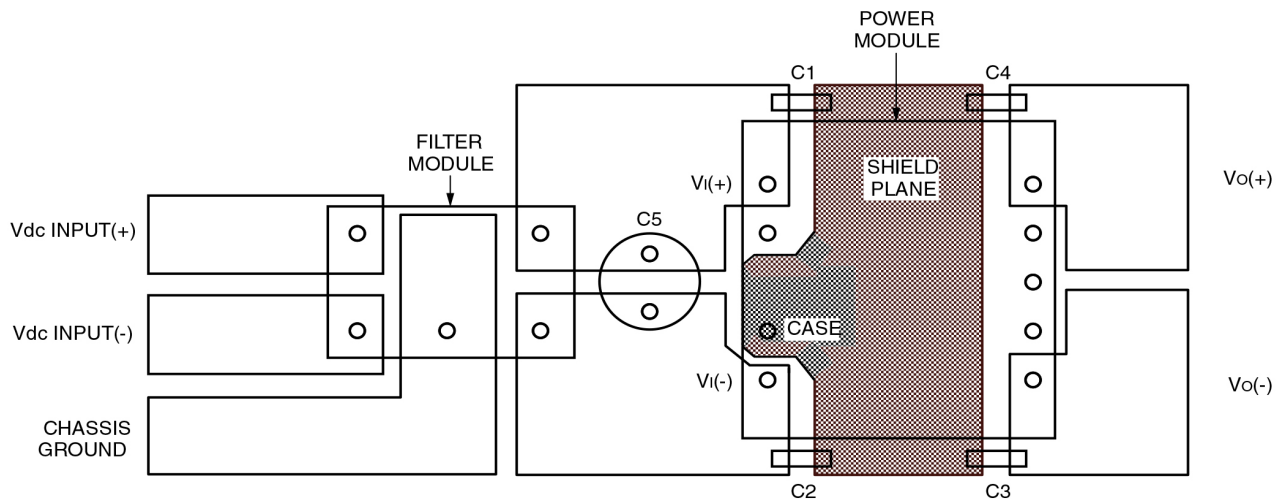 POWER
MODULE
C1
C4
FILTER
MODULE
SHIELD
PLANE
VI(+)
VO(+)
C5
Vdc INPUT(+)
Vdc INPUT(-)
CASE
VI(-)
VO(-)
CHASSIS
GROUND
C2
C3